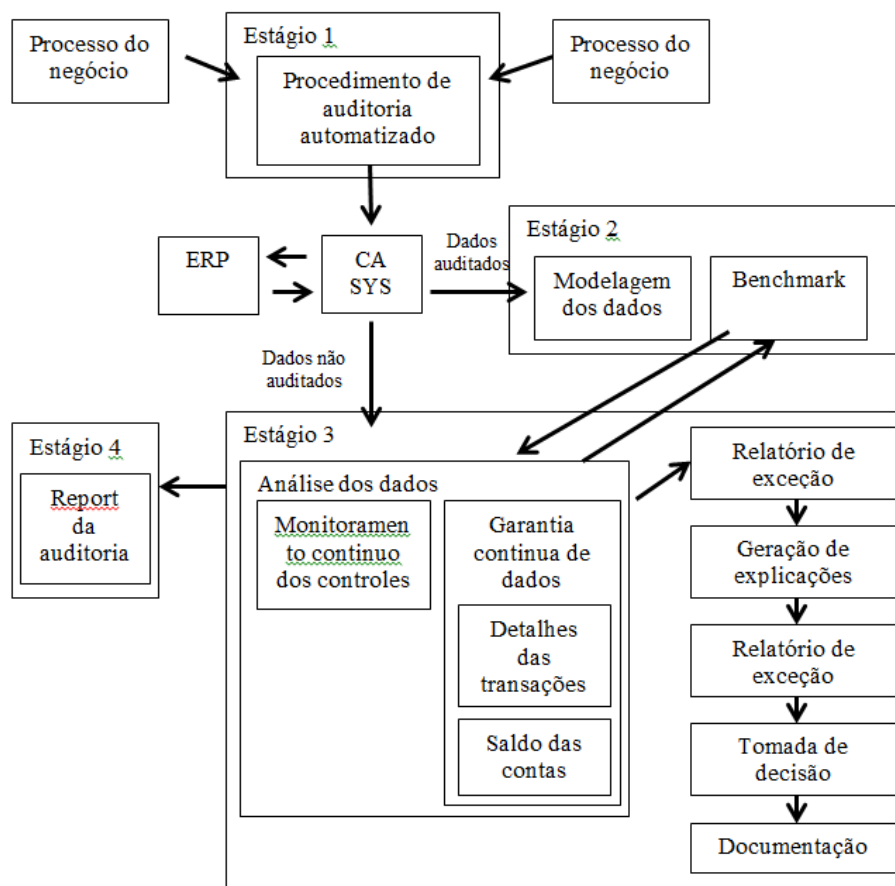 Processo do
negócio
Estágio 1
Procedimento de
auditoria
automatizado
Processo do
negócio
ERP
CA
SYS
Dados
auditados
Estágio 2
Modelagem
dos dados
Benchmark
Dados não
auditados
Estágio 4
Report
da
auditoria
Estágio 3
Análise dos dados
Monitoramen
to continuo
dos controles
Garantia
continua de
dados
Detalhes
das
transações
Saldo das
contas
Relatório de
exceção
Geração de
explicações
Relatório de
exceção
Tomada de
decisão
Documentação